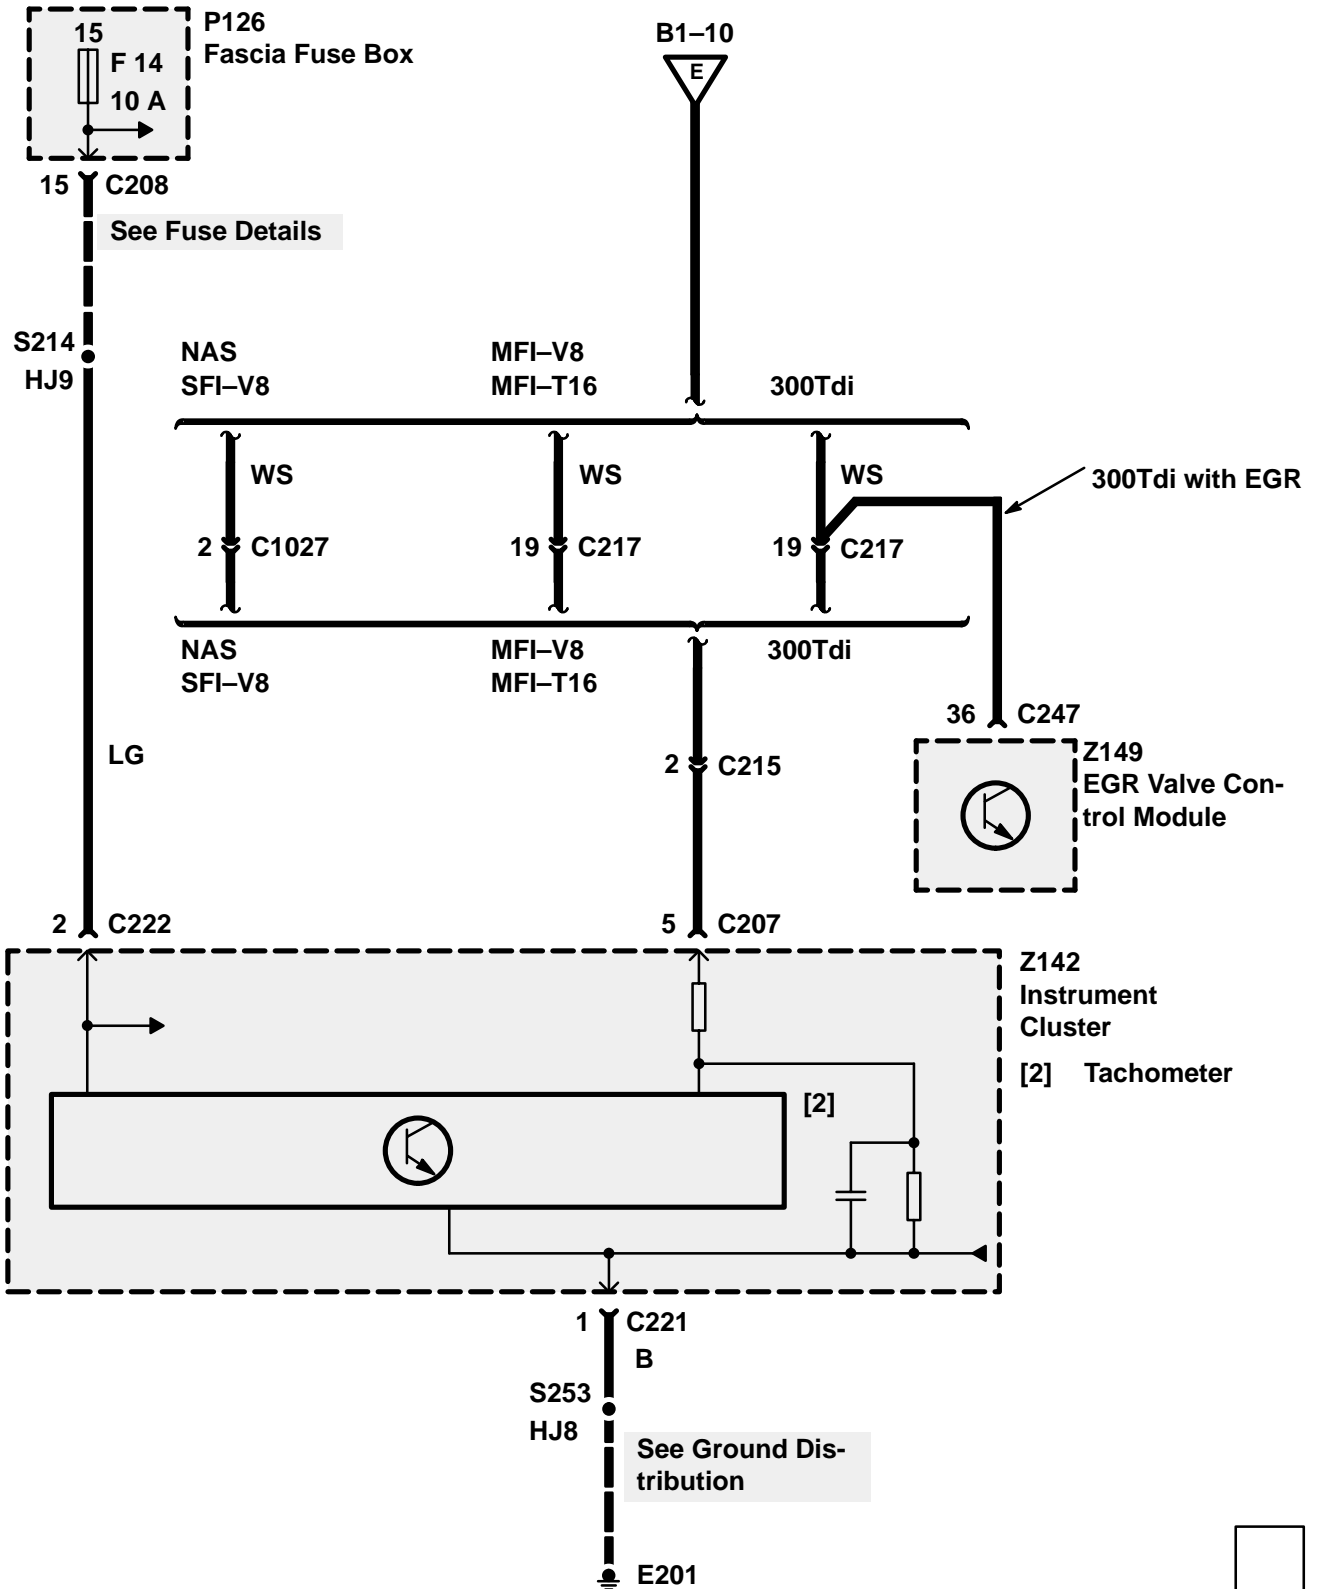 P126
Fascia Fuse Box
15
F 14
10 A
B1–10
E
15 C208
See Fuse Details
S214
HJ9
NAS
SFI–V8
MFI–V8
MFI–T16
300Tdi
WS
WS
WS
300Tdi with EGR
2 C1027
19 C217
19 C217
NAS
SFI–V8
MFI–V8
MFI–T16
300Tdi
36 C247
LG
2 C215
Z149
EGR Valve Con-
trol Module
2 C222
5 C207
Z142
Instrument
Cluster
[2] Tachometer
[2]
1 C221
B
S253
HJ8
See Ground Dis-
tribution
E201